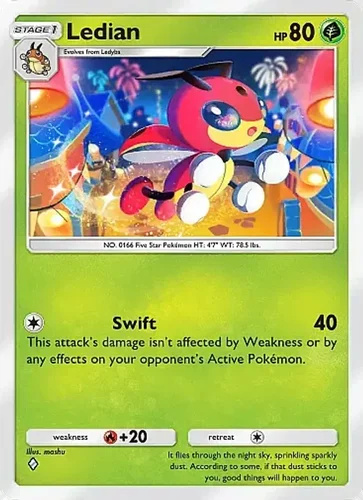 STAGE 1
Ledian
HP 80
Evolves from Ledyba
NO. 0166 Five Star Pokémon HT: 4'7" WT: 78.5 lbs.
Swift 40
This attack's damage isn't affected by Weakness or by
any effects on your opponent's Active Pokémon.
weakness +20 retreat
Illus. mashu
It flies through the night sky, sprinkling sparkly
dust. According to some, if that dust sticks to
you, good things will happen to you.